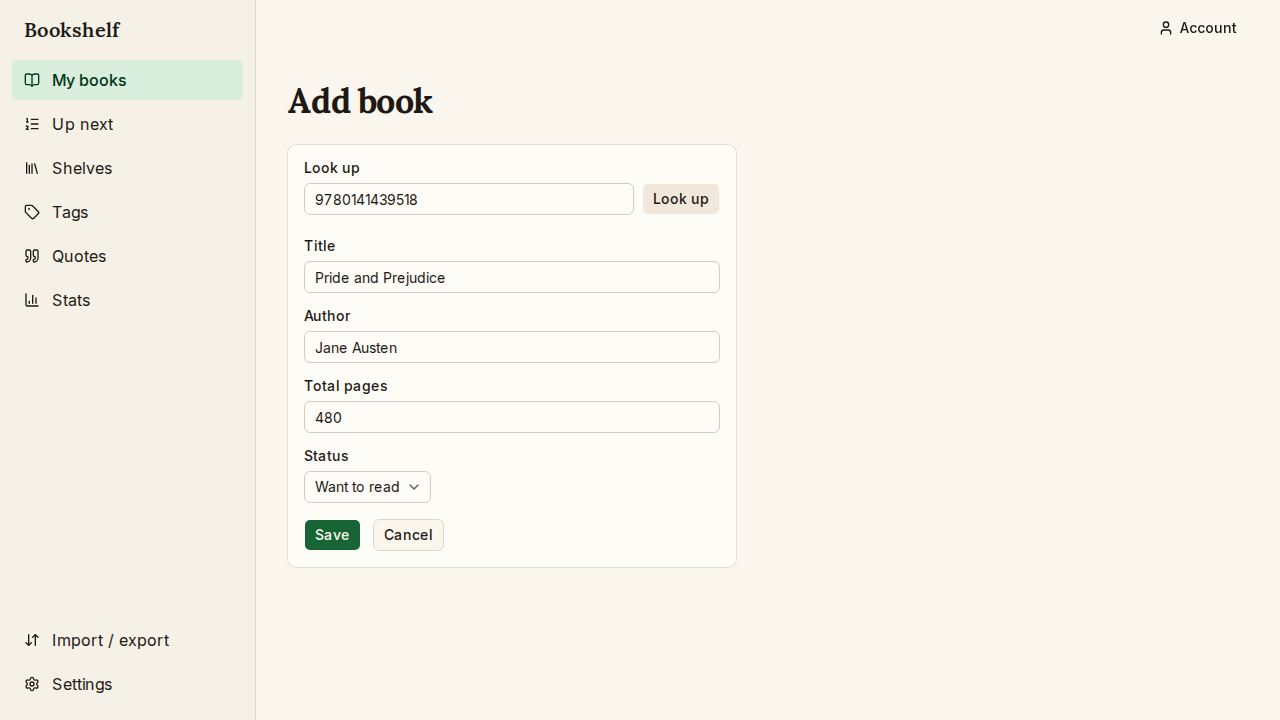 Bookshelf
Account
My books
Up next
Shelves
Tags
Quotes
Stats
Import / export
Settings
Add book
Look up
9780141439518
Look up
Title
Pride and Prejudice
Author
Jane Austen
Total pages
480
Status
Want to read
Save
Cancel